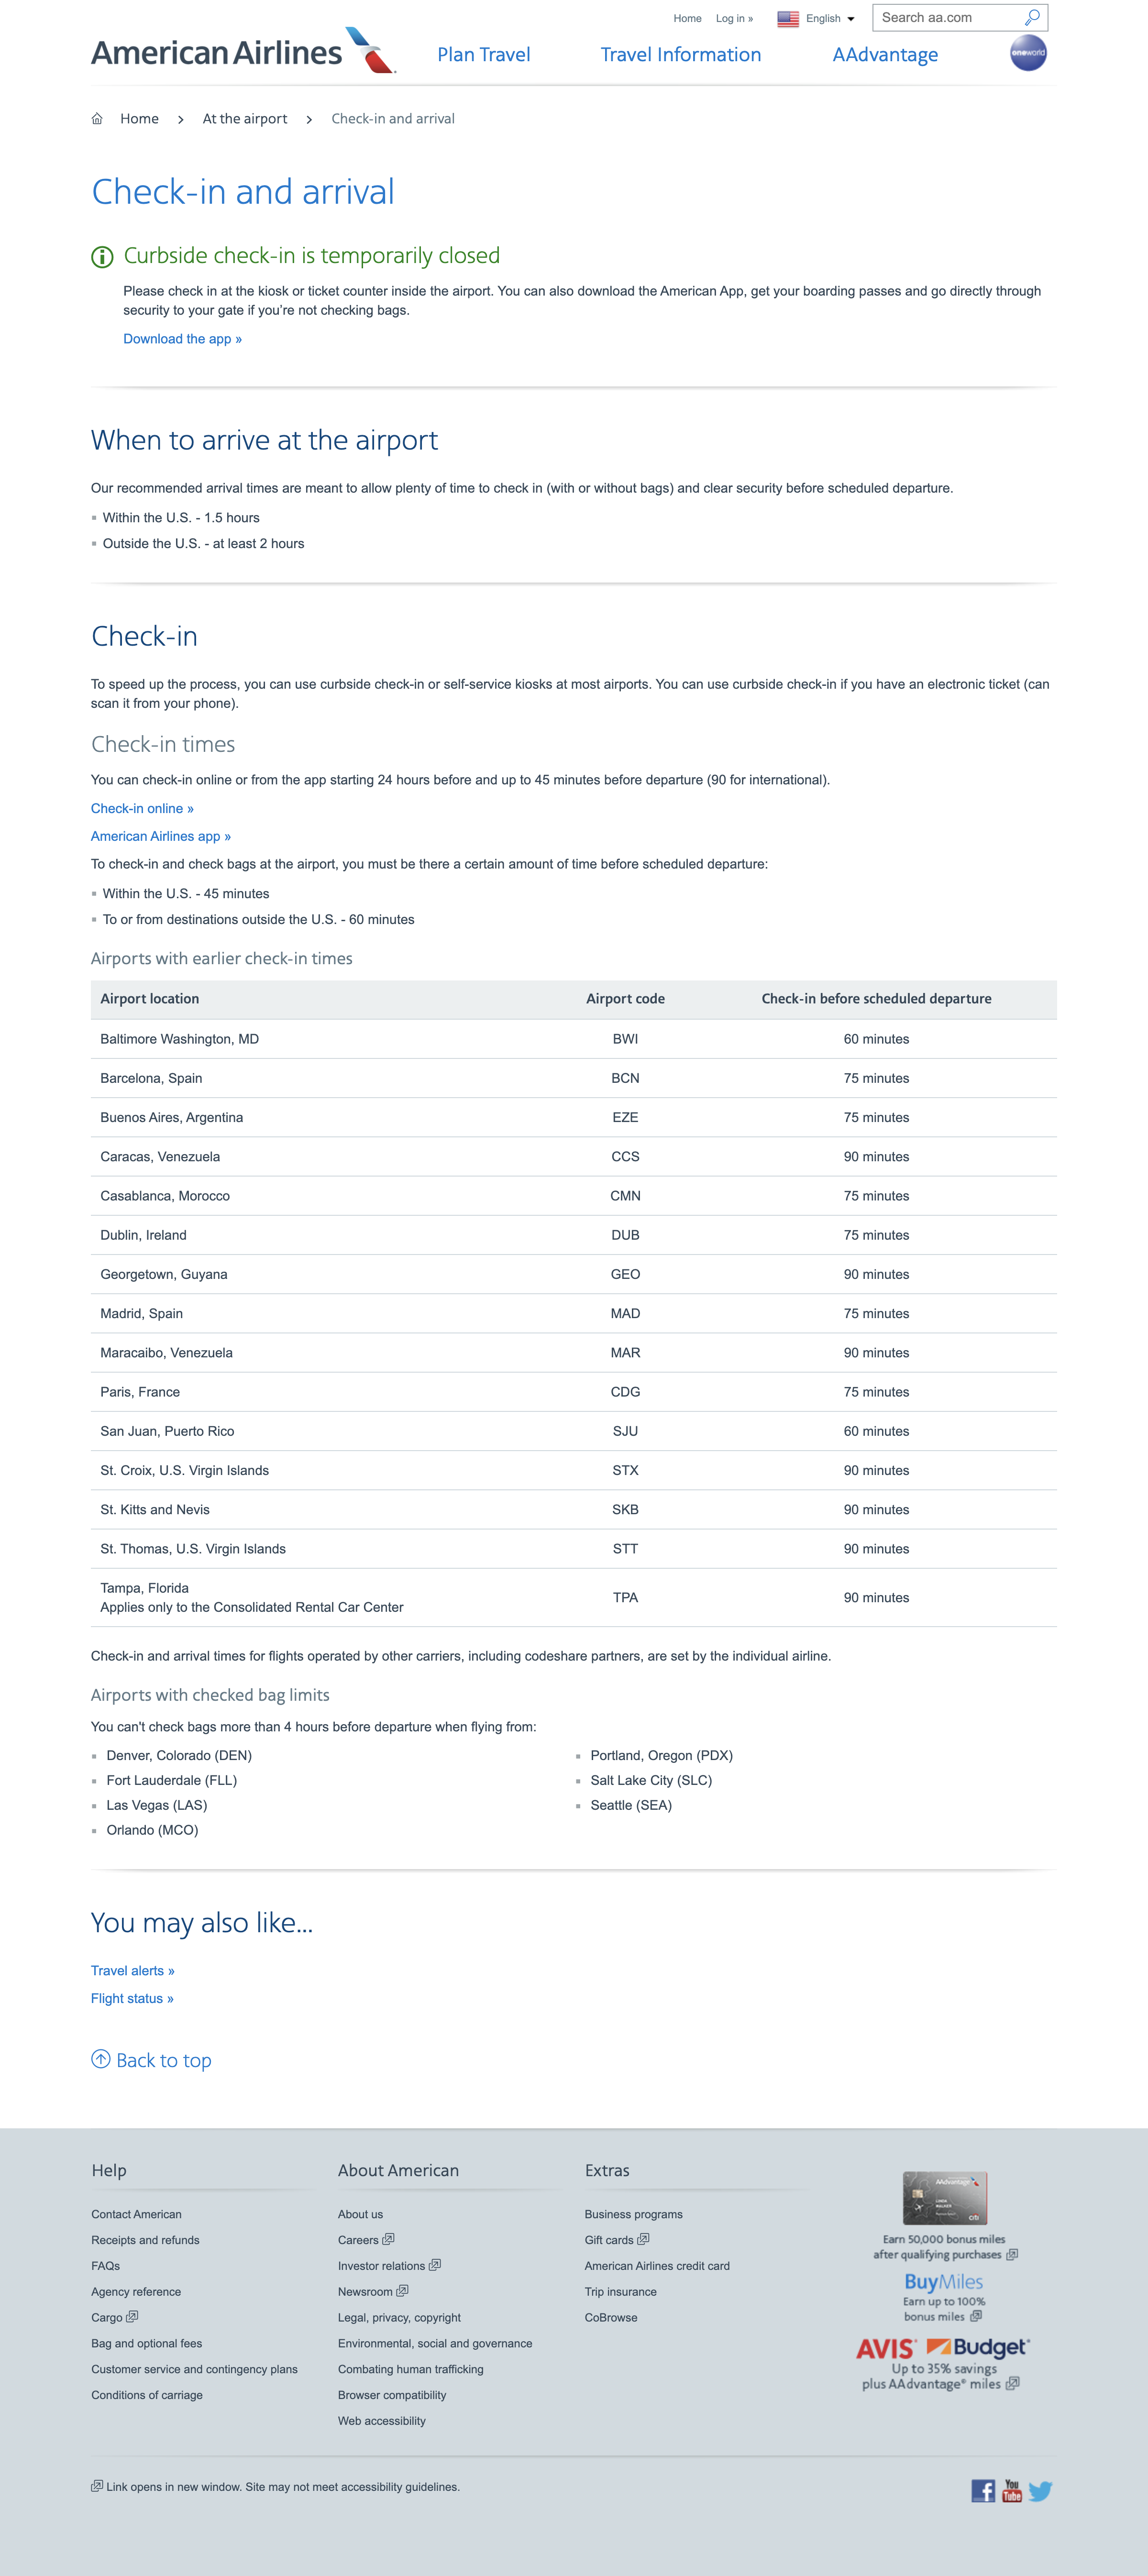 Home Log in » English Search aa.com
American Airlines Plan Travel Travel Information AAdvantage oneworld
Home > At the airport > Check-in and arrival
Check-in and arrival
Curbside check-in is temporarily closed
Please check in at the kiosk or ticket counter inside the airport. You can also download the American App, get your boarding passes and go directly through
security to your gate if you're not checking bags.
Download the app »
When to arrive at the airport
Our recommended arrival times are meant to allow plenty of time to check in (with or without bags) and clear security before scheduled departure.
Within the U.S. - 1.5 hours
Outside the U.S. - at least 2 hours
Check-in
To speed up the process, you can use curbside check-in or self-service kiosks at most airports. You can use curbside check-in if you have an electronic ticket (can
scan it from your phone).
Check-in times
You can check-in online or from the app starting 24 hours before and up to 45 minutes before departure (90 for international).
Check-in online »
American Airlines app »
To check-in and check bags at the airport, you must be there a certain amount of time before scheduled departure:
Within the U.S. - 45 minutes
To or from destinations outside the U.S. - 60 minutes
Airports with earlier check-in times
Airport location Airport code Check-in before scheduled departure
Baltimore Washington, MD BWI 60 minutes
Barcelona, Spain BCN 75 minutes
Buenos Aires, Argentina EZE 75 minutes
Caracas, Venezuela CCS 90 minutes
Casablanca, Morocco CMN 75 minutes
Dublin, Ireland DUB 75 minutes
Georgetown, Guyana GEO 90 minutes
Madrid, Spain MAD 75 minutes
Maracaibo, Venezuela MAR 90 minutes
Paris, France CDG 75 minutes
San Juan, Puerto Rico SJU 60 minutes
St. Croix, U.S. Virgin Islands STX 90 minutes
St. Kitts and Nevis SKB 90 minutes
St. Thomas, U.S. Virgin Islands STT 90 minutes
Tampa, Florida
Applies only to the Consolidated Rental Car Center TPA 90 minutes
Check-in and arrival times for flights operated by other carriers, including codeshare partners, are set by the individual airline.
Airports with checked bag limits
You can't check bags more than 4 hours before departure when flying from:
Denver, Colorado (DEN)
Fort Lauderdale (FLL)
Las Vegas (LAS)
Orlando (MCO)
Portland, Oregon (PDX)
Salt Lake City (SLC)
Seattle (SEA)
You may also like...
Travel alerts »
Flight status »
Back to top
Help
Contact American
Receipts and refunds
FAQs
Agency reference
Cargo
Bag and optional fees
Customer service and contingency plans
Conditions of carriage
About American
About us
Careers
Investor relations
Newsroom
Legal, privacy, copyright
Environmental, social and governance
Combating human trafficking
Browser compatibility
Web accessibility
Extras
Business programs
Gift cards
American Airlines credit card
Trip insurance
CoBrowse
AAdvantage
citi
Earn 50,000 bonus miles
after qualifying purchases
BuyMiles
Earn up to 100%
bonus miles
AVIS Budget
Up to 35% savings
plus AAdvantage® miles
Link opens in new window. Site may not meet accessibility guidelines.
You Tube